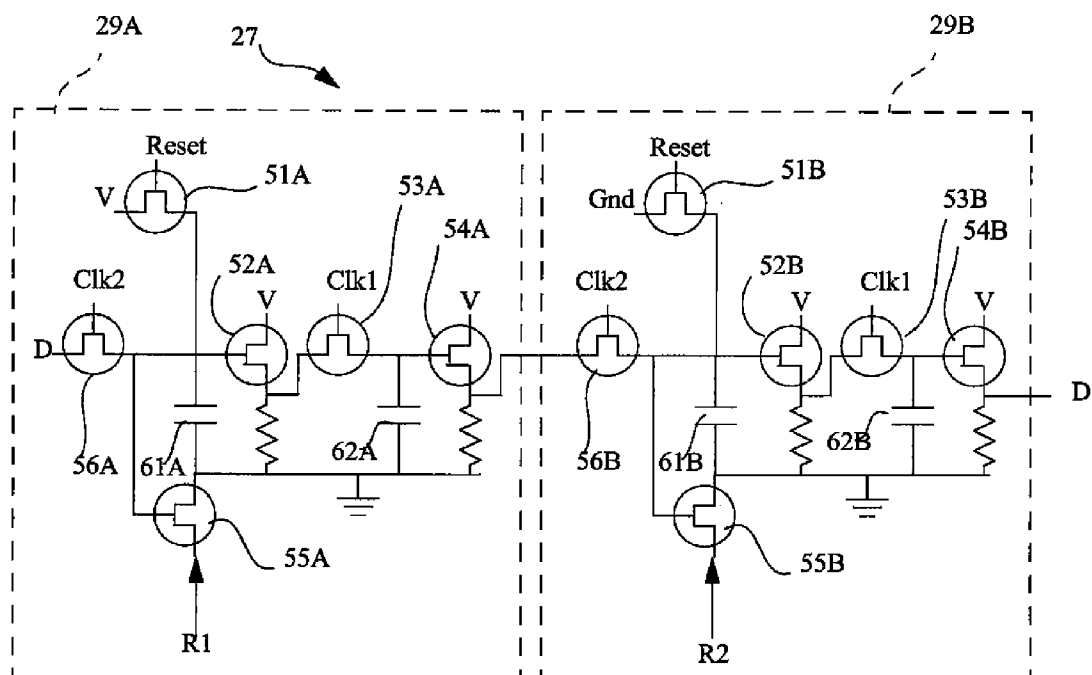 29A
27
29B
Reset
51A
V
53A
54A
Reset
51B
Gnd
53B
54B
Clk2
52A
V
Clk1
V
Clk2
52B
V
Clk1
V
D
D
56A
61A
62A
56B
61B
62B
55A
55B
R1
R2